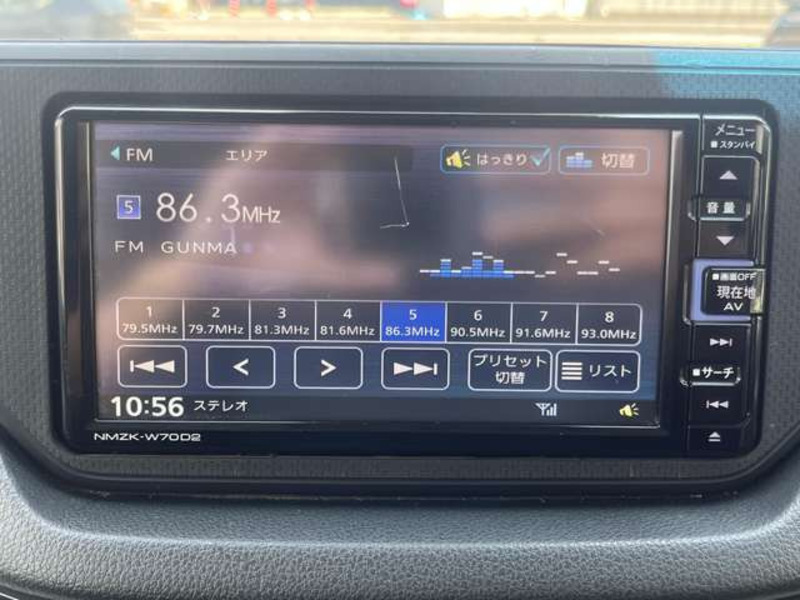 FM エリア はっきり 切替
メニュー
■スタンバイ
5 86.3MHz
音量
FM GUNMA
■画面OFF
現在地
AV
1 2 3 4 5 6 7 8
79.5MHz 79.7MHz 81.3MHz 81.6MHz 86.3MHz 90.5MHz 91.6MHz 93.0MHz
プリセット
切替
リスト
■サーチ
10:56 ステレオ
NMZK-W70D2